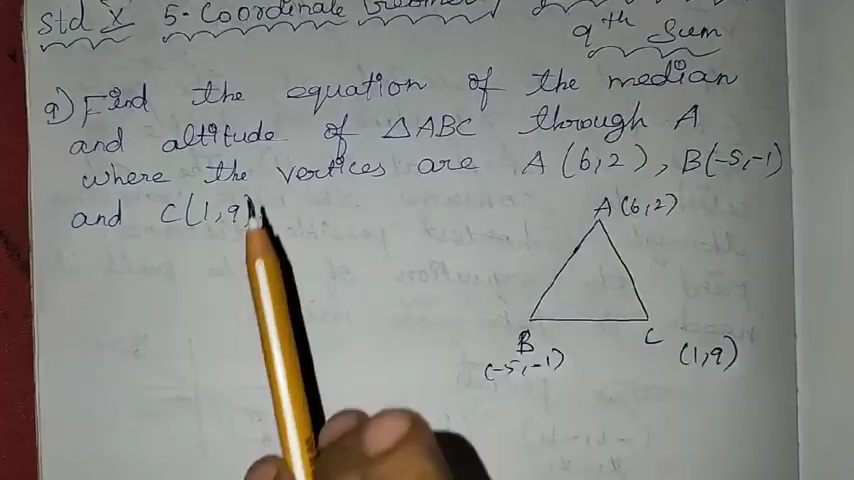 Std X 5-Coordinate Geometry
9th Sum
9) Find the equation of the median
and altitude of △ABC through A
where the vertices are A(6,2), B(-5,-1)
and C(1,9)
A(6,2)
B
C
(-5,-1)
(1,9)